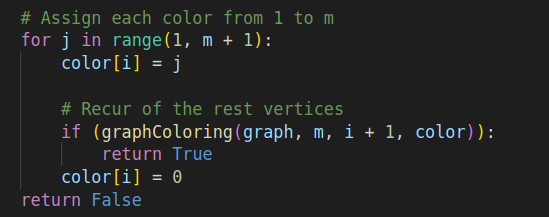 # Assign each color from 1 to m
for j in range(1, m + 1):
color[i] = j
# Recur of the rest vertices
if (graphColoring(graph, m, i + 1, color)):
return True
color[i] = 0
return False